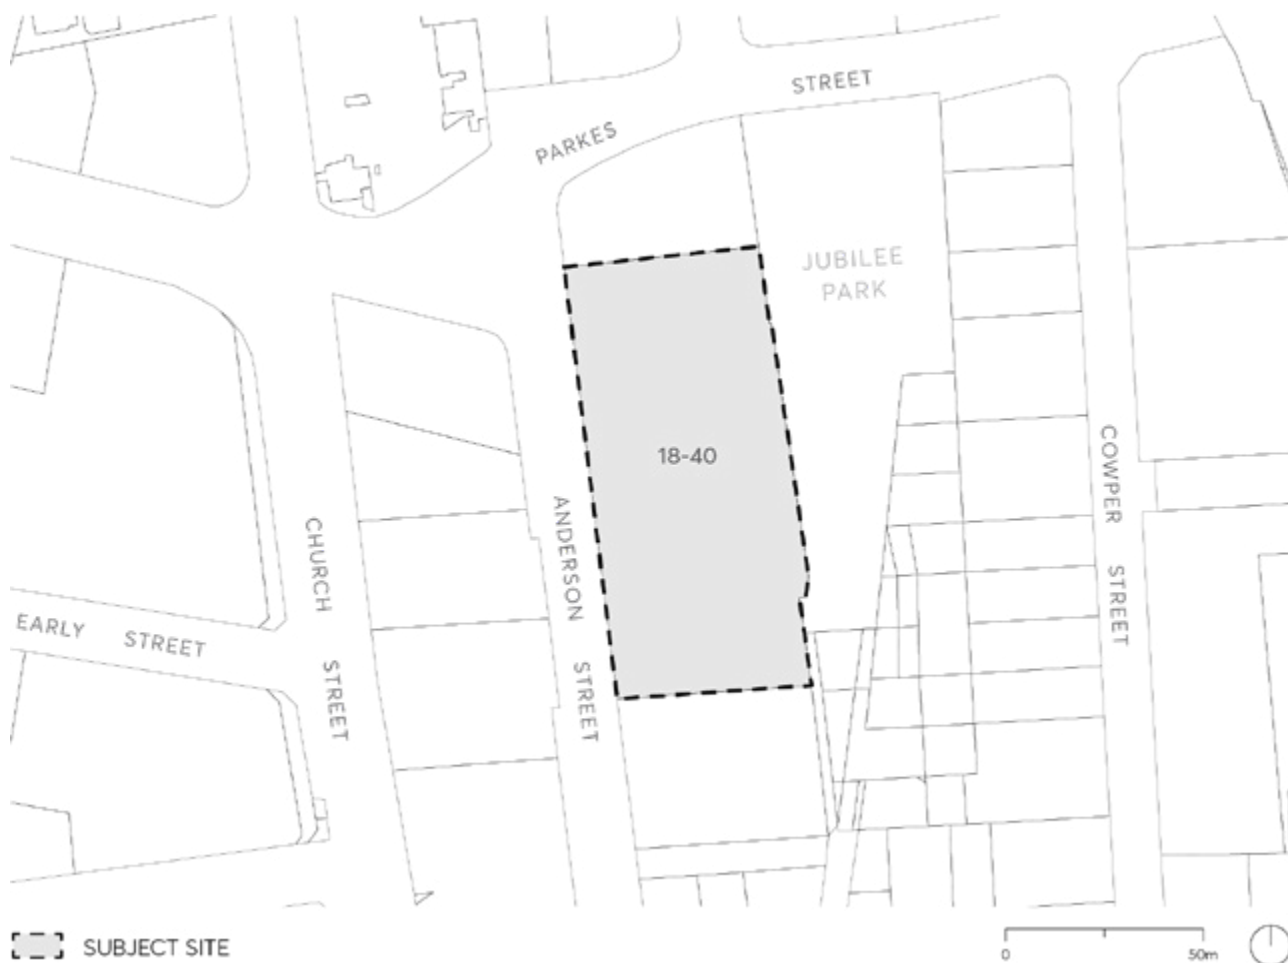 STREET
PARKES
JUBILEE
PARK
18-40
COWPER
STREET
ANDERSON
STREET
CHURCH
STREET
EARLY STREET
SUBJECT SITE
0 50m